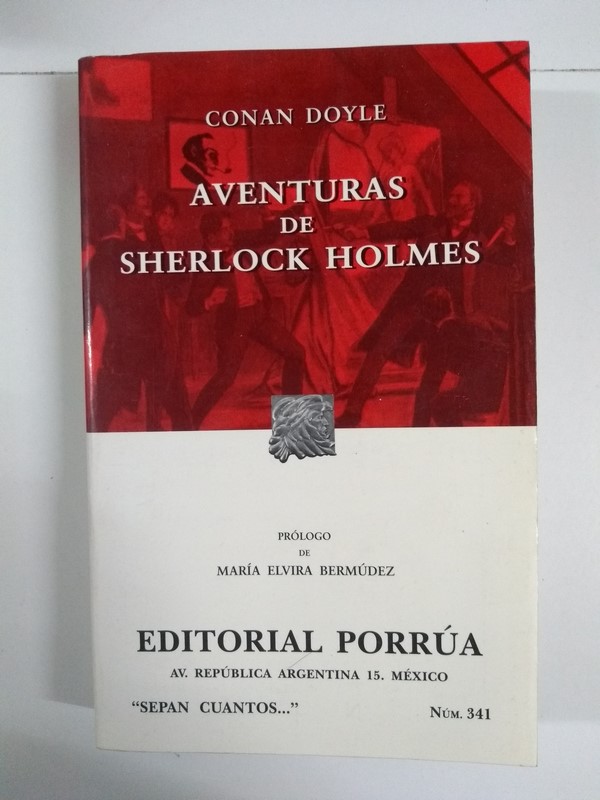 CONAN DOYLE
AVENTURAS
DE
SHERLOCK HOLMES
PRÓLOGO
DE
MARÍA ELVIRA BERMÚDEZ
EDITORIAL PORRÚA
AV. REPÚBLICA ARGENTINA 15. MÉXICO
“SEPAN CUANTOS...” NÚM. 341